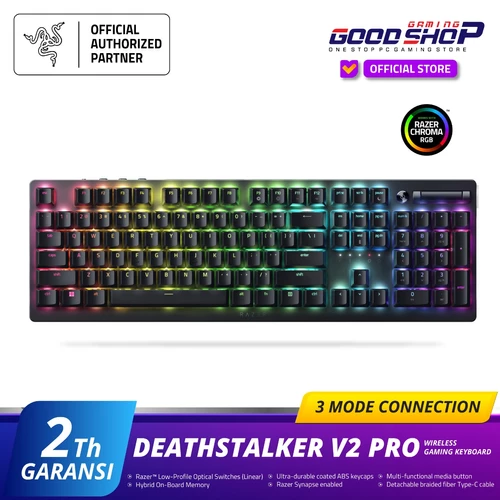 OFFICIAL
AUTHORIZED
PARTNER
GAMING
GOODSHOP
ONE STOP PC GAMING STORE
OFFICIAL STORE
RAZER
CHROMA
RGB
3 MODE CONNECTION
2Th
GARANSI
DEATHSTALKER V2 PRO
WIRELESS
GAMING KEYBOARD
• Razer™ Low-Profile Optical Switches (Linear)
• Hybrid On-Board Memory
• Ultra-durable coated ABS keycaps
• Razer Synapse enabled
• Multi-functional media button
• Detachable braided fiber Type-C cable